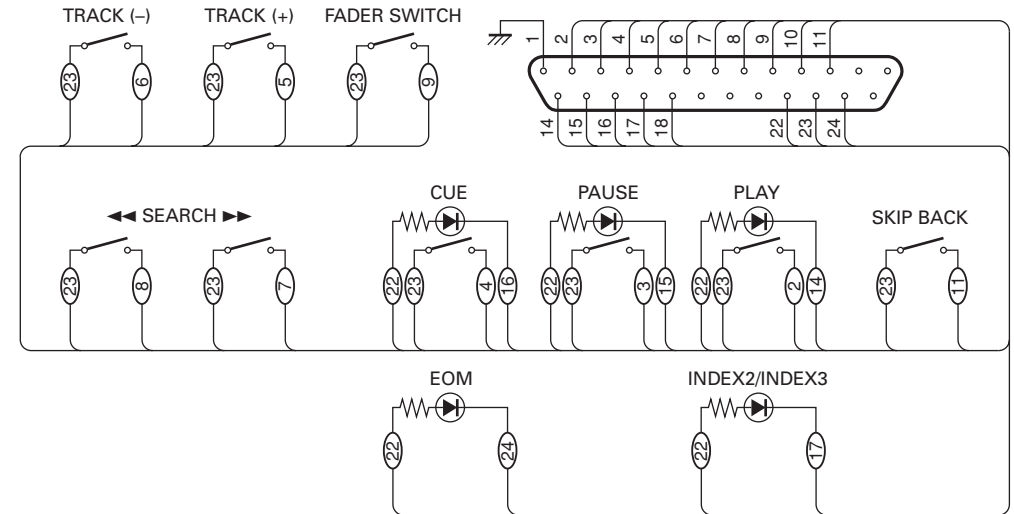 TRACK (–) TRACK (+) FADER SWITCH
1 2 3 4 5 6 7 8 9 10 11
23 6 23 5 23 9
14 15 16 17 18 22 23 24
CUE PAUSE PLAY
◄◄ SEARCH ►► SKIP BACK
23 8 23 7 22 23 4 16 22 23 3 15 22 23 2 14 23 11
EOM INDEX2/INDEX3
22 24 22 17